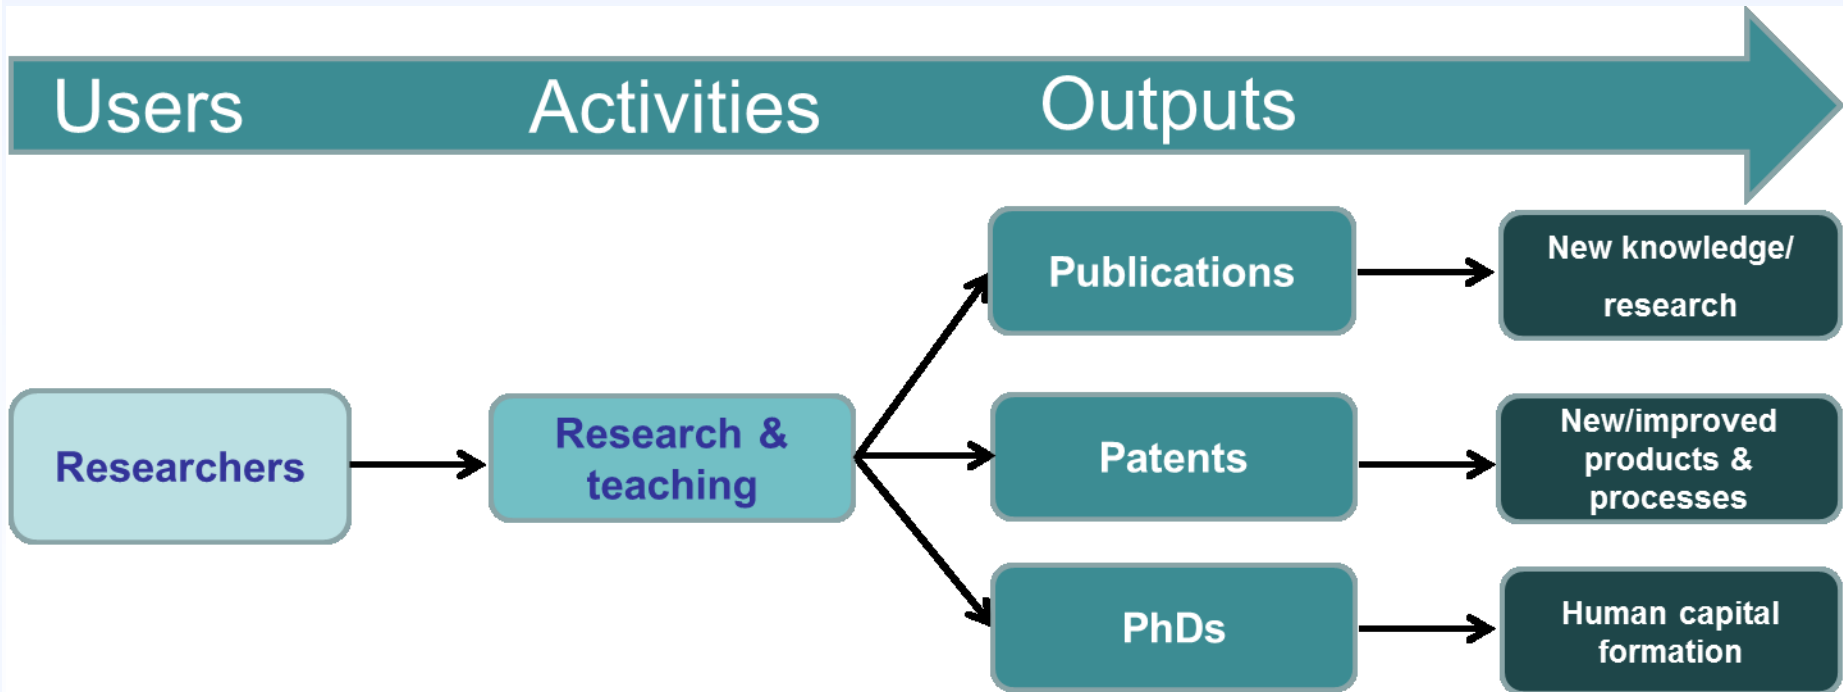 Users Activities Outputs
Publications
New knowledge/
research
Researchers
Research &
teaching
Patents
New/improved
products &
processes
PhDs
Human capital
formation